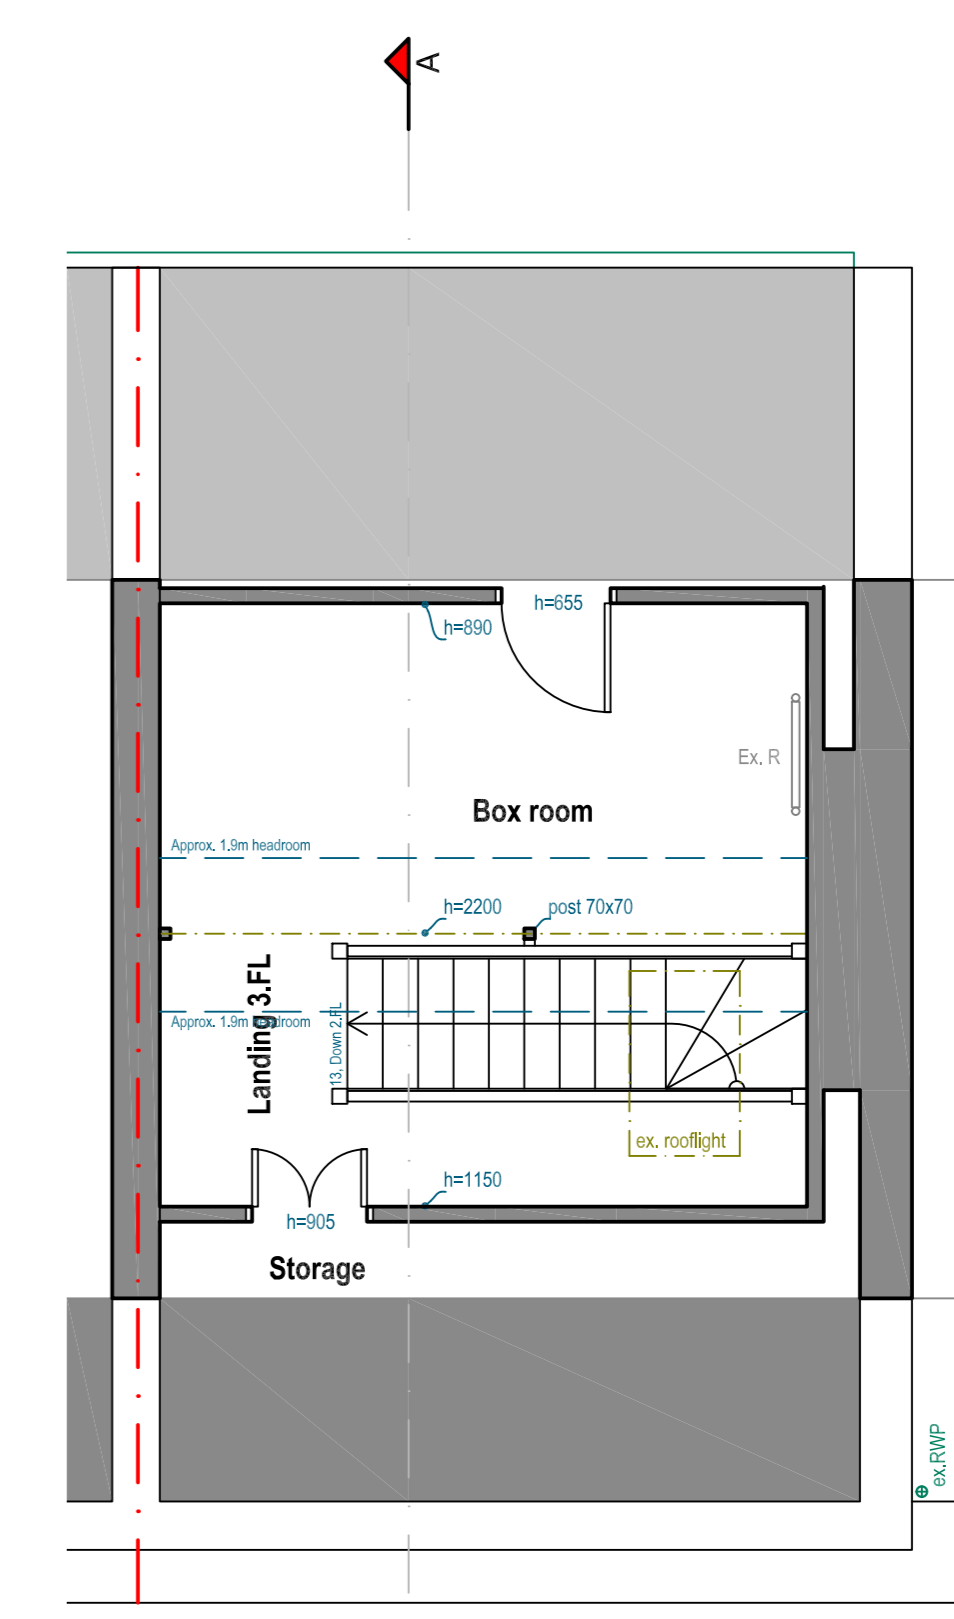 A
h=655
h=890
Ex. R
Box room
Approx. 1.9m headroom
h=2200
post 70x70
Landing 3.FL
Approx. 1.9m headroom
13, Down 2.FL
ex. rooflight
h=1150
h=905
Storage
ex.RWP